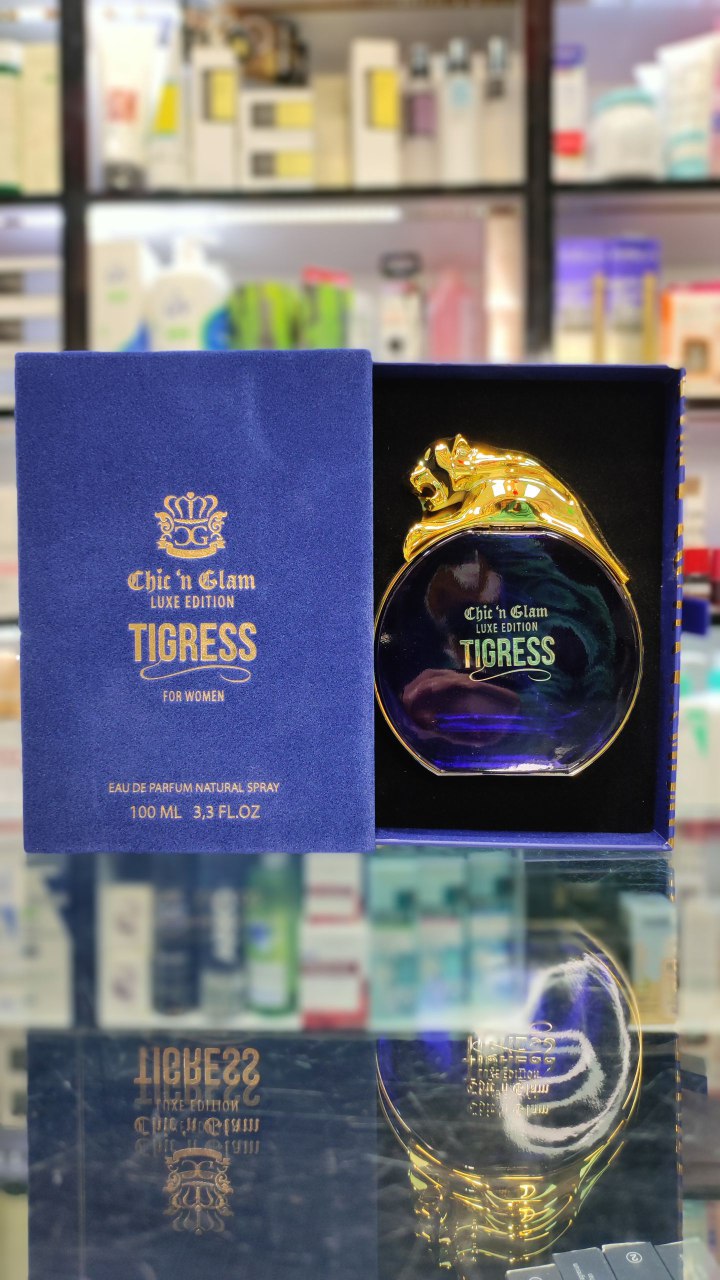 CG
Chic 'n Glam
LUXE EDITION
TIGRESS
FOR WOMEN
EAU DE PARFUM NATURAL SPRAY
100 ML 3,3 FL.OZ
Chic 'n Glam
LUXE EDITION
TIGRESS